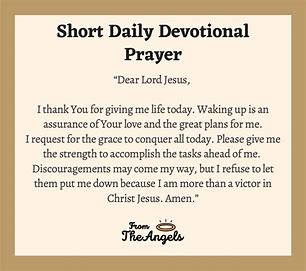 Short Daily Devotional
Prayer
“Dear Lord Jesus,
I thank You for giving me life today. Waking up is an
assurance of Your love and the great plans for me.
I request for the grace to conquer all today. Please give me
the strength to accomplish the tasks ahead of me.
Discouragements may come my way, but I refuse to let
them put me down because I am more than a victor in
Christ Jesus. Amen.”
From
TheAngels